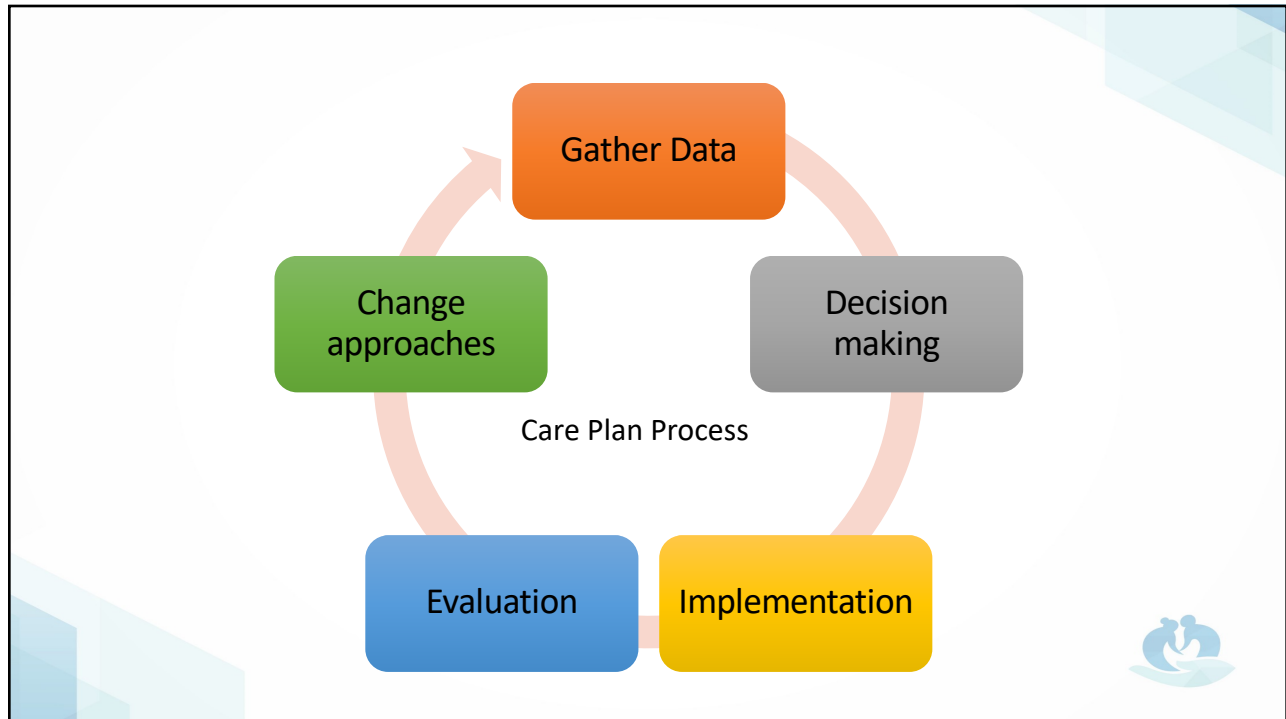 Gather Data
Decision
making
Implementation
Evaluation
Change
approaches
Care Plan Process